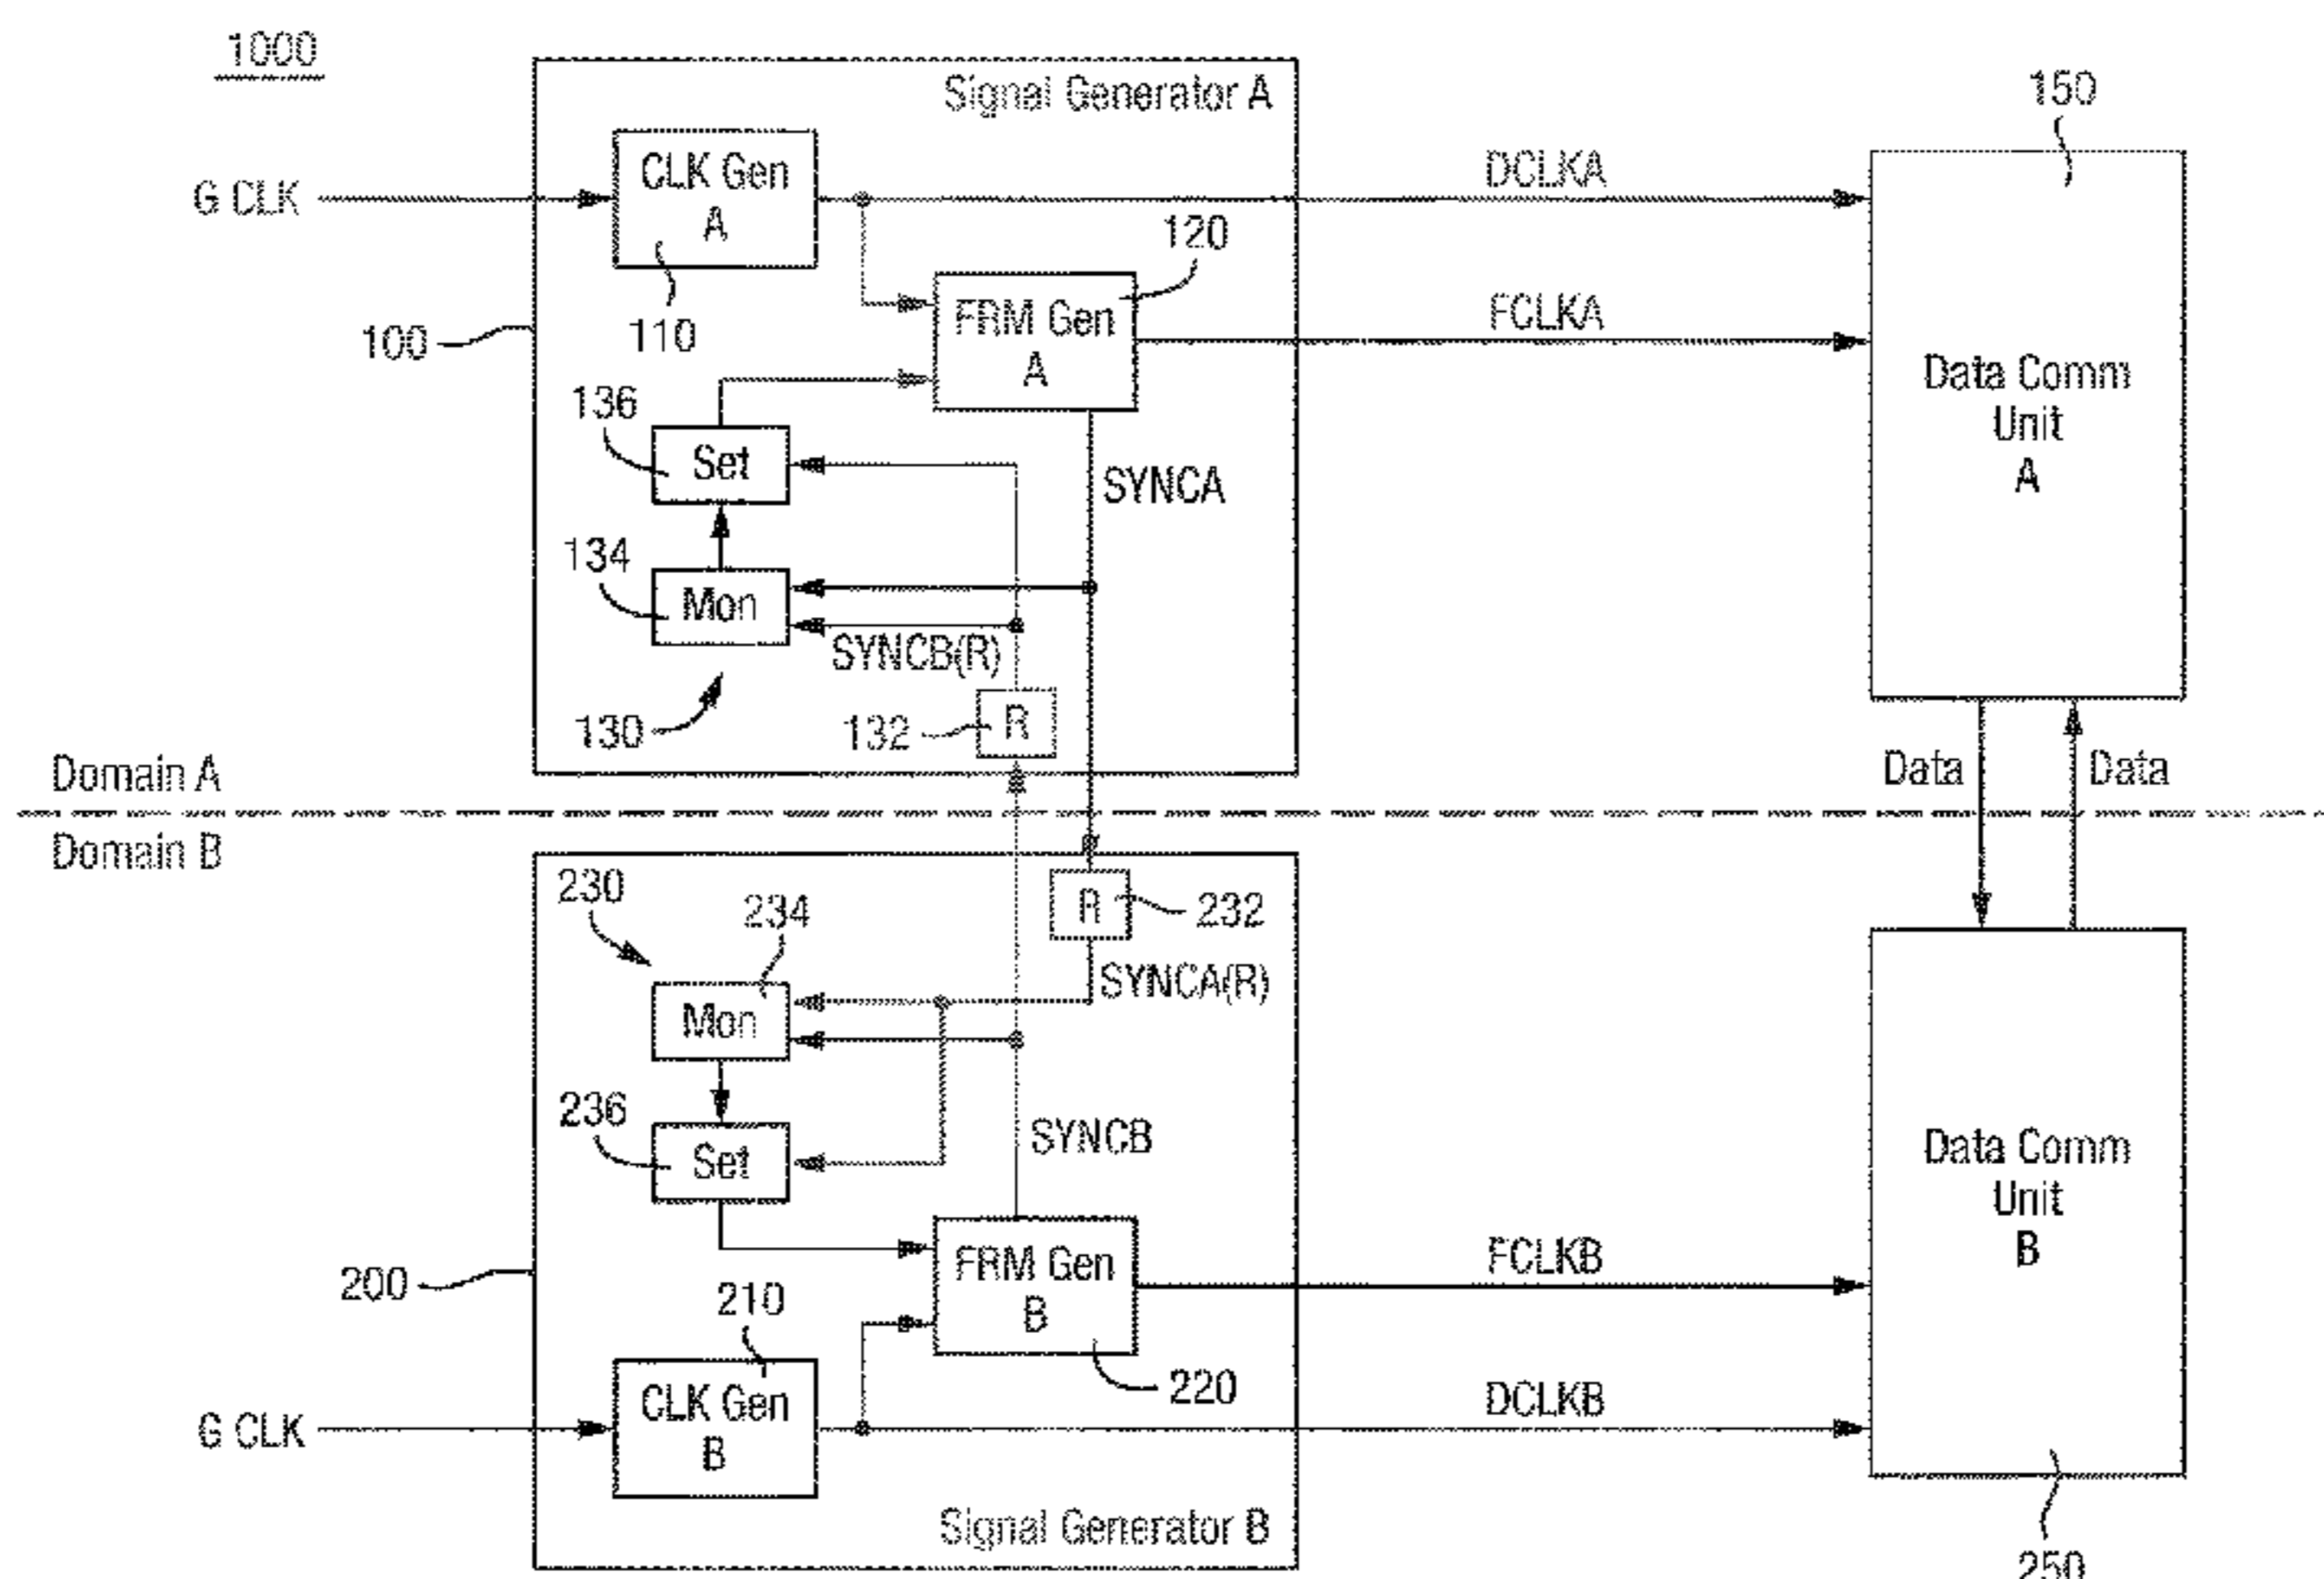 1000
Signal Generator A
150
G CLK
CLK Gen
A
DCLKA
120
110
FRM Gen
A
FCLKA
100
Data Comm
Unit
A
136
Set
SYNCA
134
Mon
SYNCB(R)
130
132
R
Domain A
Data
Data
Domain B
230
234
R
232
SYNCA(R)
Mon
236
Set
SYNCB
Data Comm
Unit
B
200
210
FRM Gen
B
FCLKB
220
G CLK
CLK Gen
B
DCLKB
Signal Generator B
250